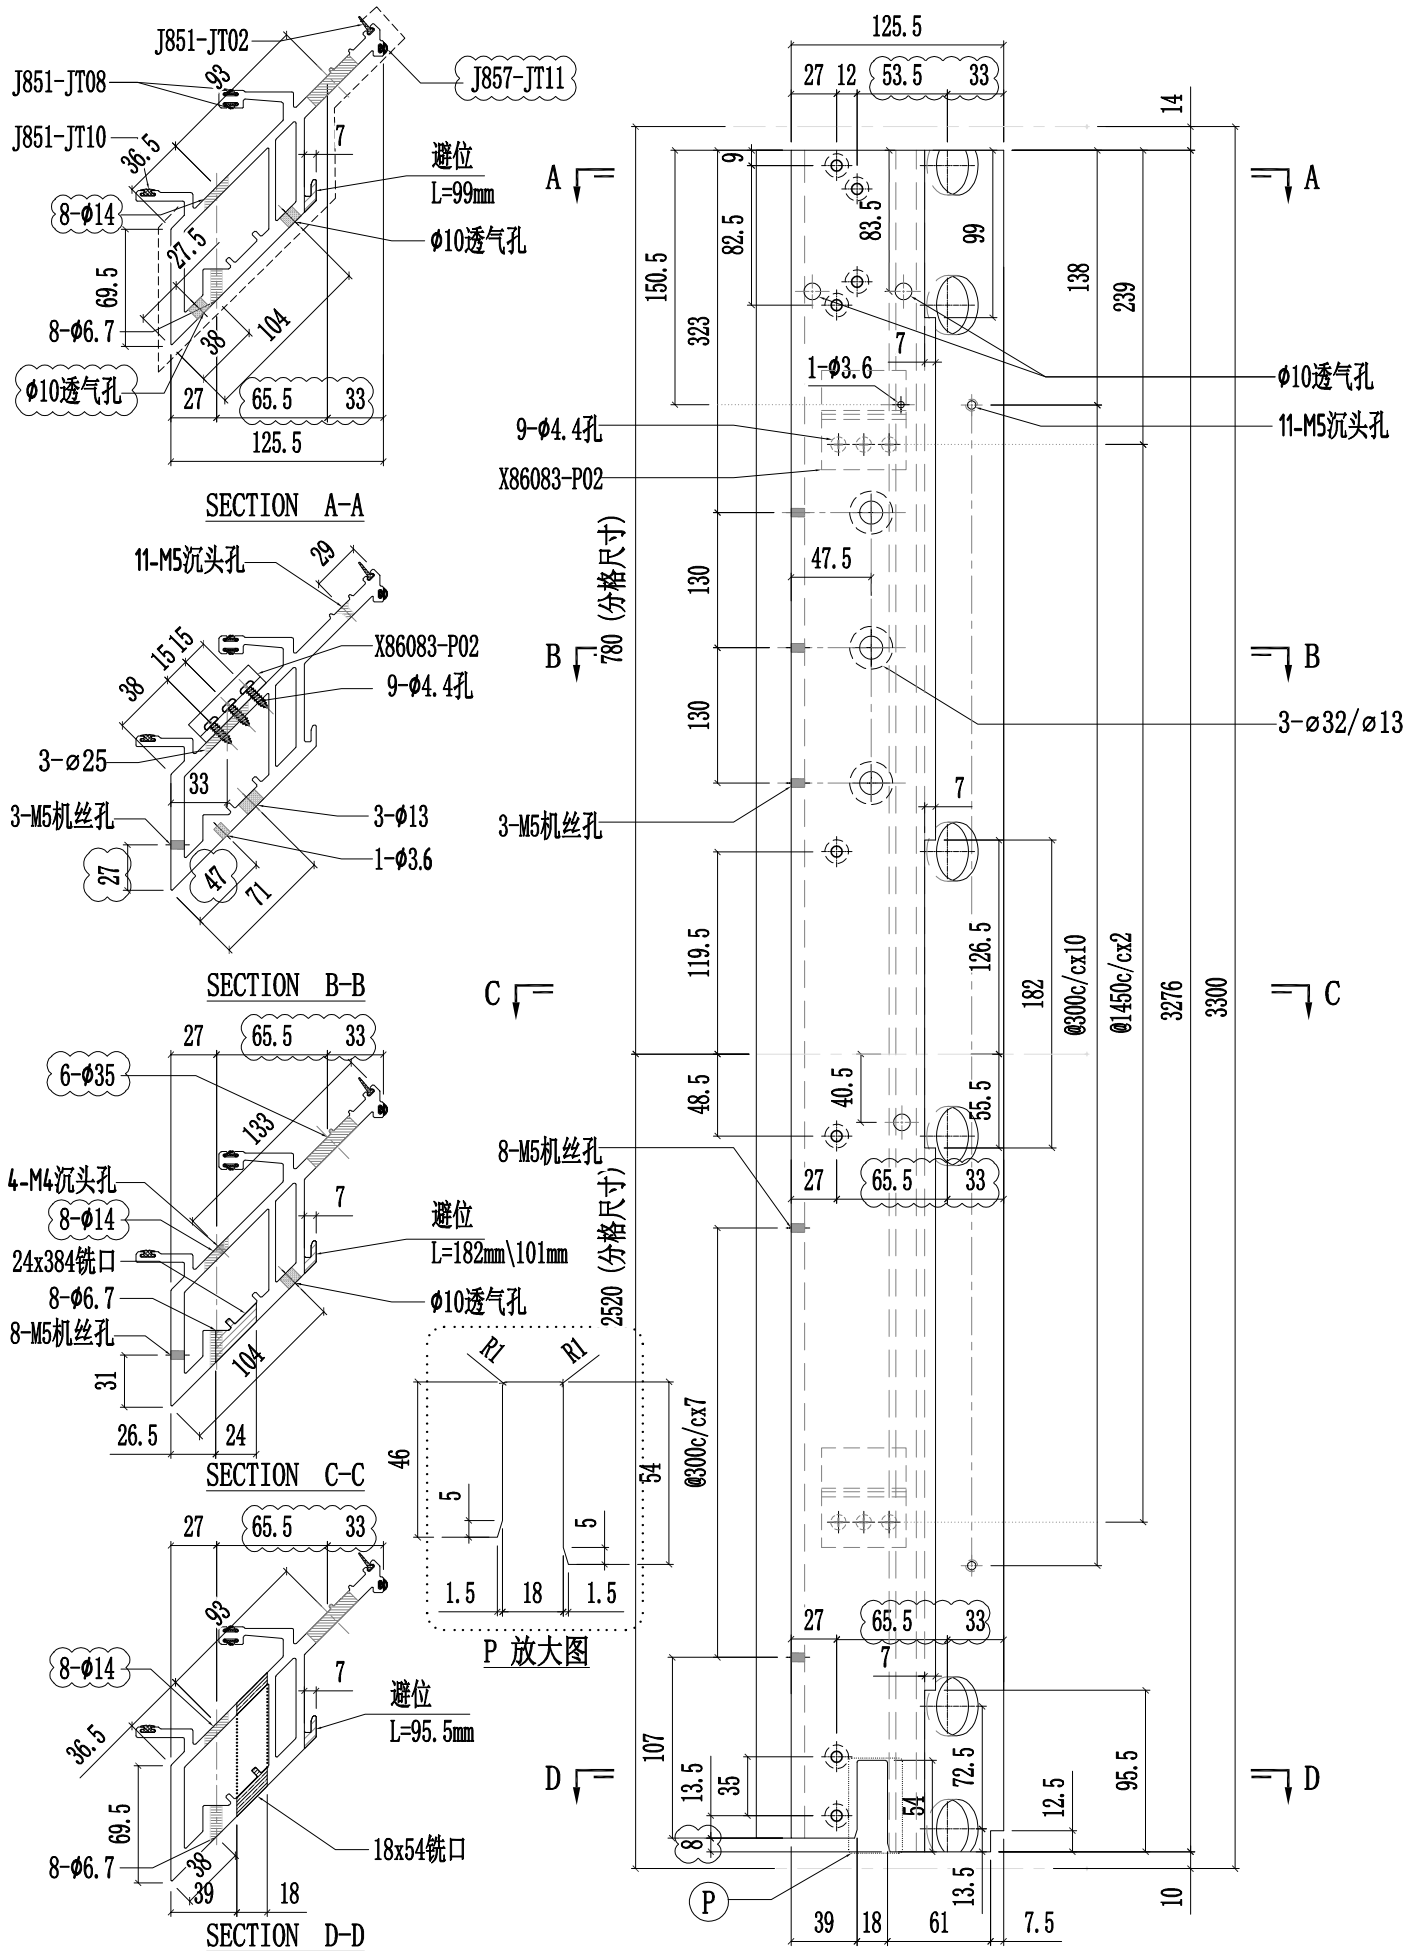 J851-JT02
J851-JT08
J857-JT11
J851-JT10
93
36.5
7
避位
L=99mm
8-ϕ14
ϕ10透气孔
27.5
69.5
8-ϕ6.7
38
104
ϕ10透气孔
27
65.5
33
125.5
SECTION A-A
11-M5沉头孔
29
15
15
38
X86083-P02
9-ϕ4.4孔
3-⌀25
33
3-M5机丝孔
3-ϕ13
1-ϕ3.6
27
47
71
SECTION B-B
27
65.5
33
6-ϕ35
133
4-M4沉头孔
8-ϕ14
24x384铣口
8-ϕ6.7
8-M5机丝孔
7
避位
L=182mm\101mm
ϕ10透气孔
104
31
26.5
24
SECTION C-C
27
65.5
33
93
8-ϕ14
36.5
7
避位
L=95.5mm
69.5
8-ϕ6.7
38
18x54铣口
39
18
SECTION D-D
R1
R1
46
5
54
5
1.5
18
1.5
P 放大图
125.5
27
12
53.5
33
14
A
A
9
82.5
83.5
99
150.5
323
138
239
7
1-ϕ3.6
ϕ10透气孔
9-ϕ4.4孔
11-M5沉头孔
X86083-P02
780 (分格尺寸)
130
47.5
B
B
130
3-⌀32/⌀13
7
3-M5机丝孔
119.5
126.5
182
@300c/cx10
@1450c/cx2
3276
3300
C
C
48.5
40.5
55.5
8-M5机丝孔
27
65.5
33
2520 (分格尺寸)
@300c/cx7
27
65.5
33
7
107
13.5
35
72.5
95.5
D
D
54
12.5
8
P
13.5
10
39
18
61
7.5